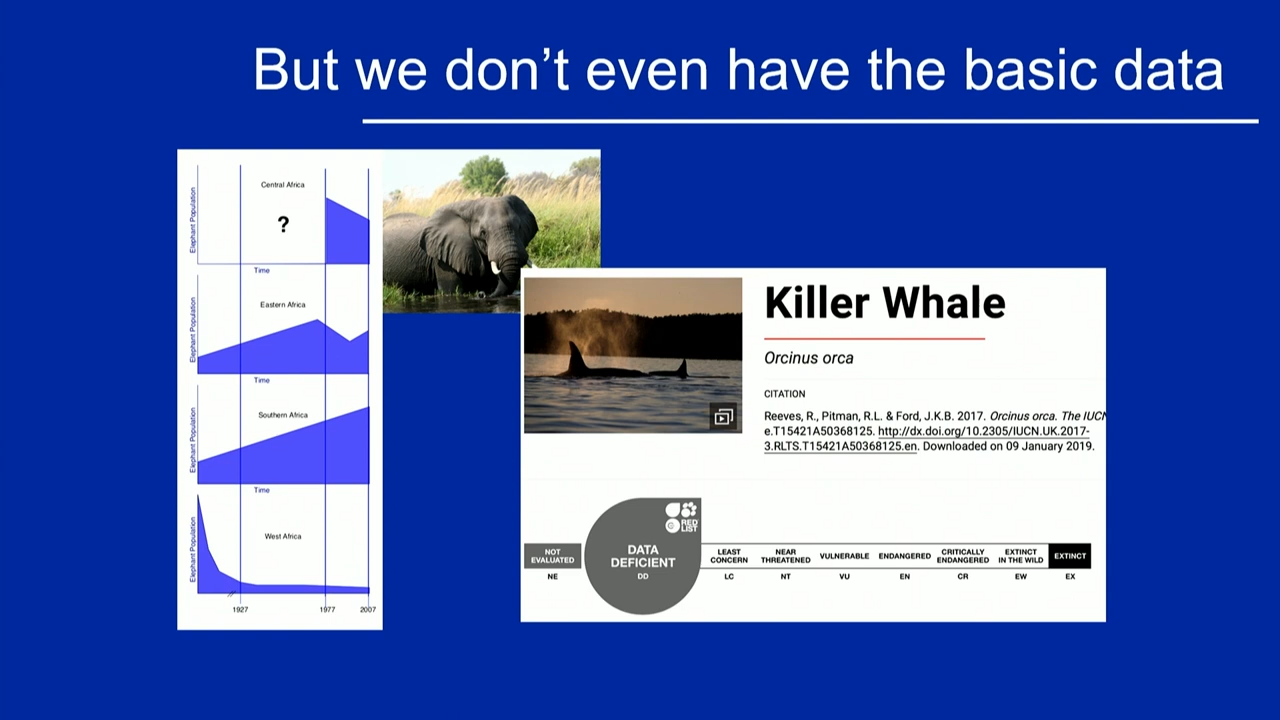 But we don't even have the basic data
Elephant Population
Central Africa
?
Time
Elephant Population
Eastern Africa
Time
Elephant Population
Southern Africa
Time
Elephant Population
West Africa
1927
1977
2007
Killer Whale
Orcinus orca
CITATION
Reeves, R., Pitman, R.L. & Ford, J.K.B. 2017. Orcinus orca. The IUCN
e.T15421A50368125. http://dx.doi.org/10.2305/IUCN.UK.2017-
3.RLTS.T15421A50368125.en. Downloaded on 09 January 2019.
RED
LIST
NOT
EVALUATED
NE
DATA
DEFICIENT
DD
LEAST
CONCERN
LC
NEAR
THREATENED
NT
VULNERABLE
VU
ENDANGERED
EN
CRITICALLY
ENDANGERED
CR
EXTINCT
IN THE WILD
EW
EXTINCT
EX